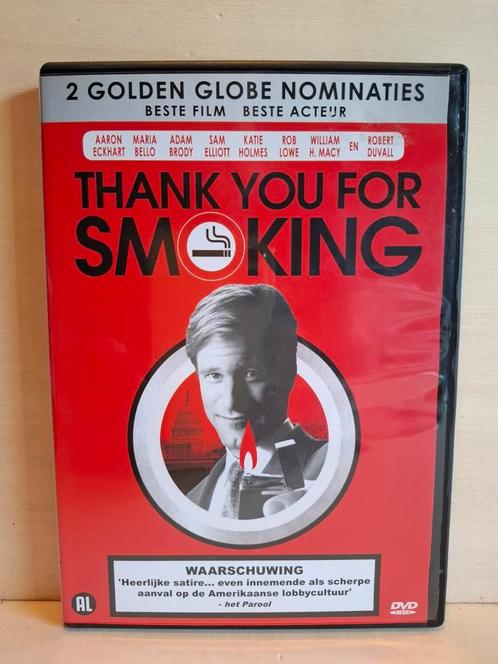 2 GOLDEN GLOBE NOMINATIES
BESTE FILM BESTE ACTEUR
AARON ECKHART MARIA BELLO ADAM BRODY SAM ELLIOTT KATIE HOLMES ROB LOWE WILLIAM H. MACY EN ROBERT DUVALL
THANK YOU FOR
SMOKING
WAARSCHUWING
'Heerlijke satire... even innemende als scherpe
aanval op de Amerikaanse lobbycultuur'
- het Parool
AL
DVD
VIDEO